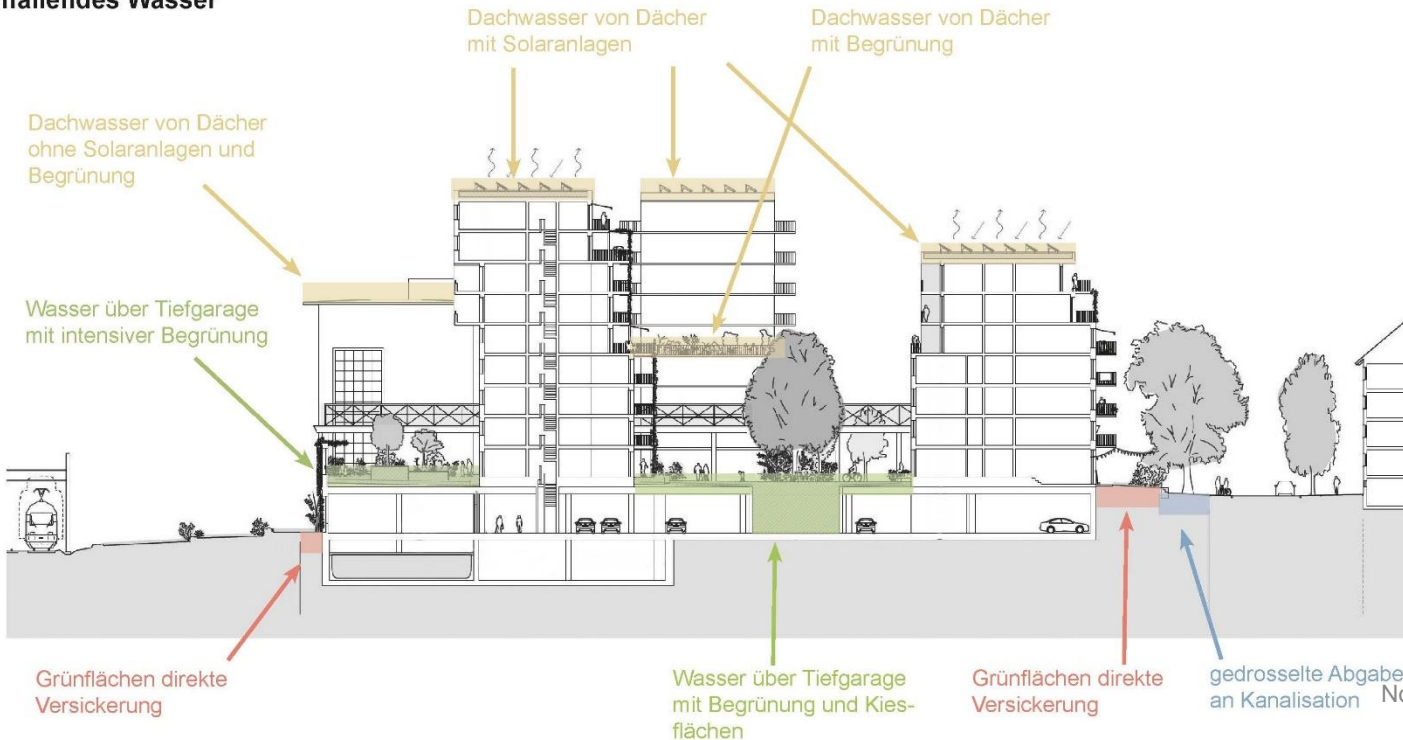 Wasser
Dachwasser von Dächer
mit Solaranlagen
Dachwasser von Dächer
mit Begrünung
Dachwasser von Dächer
ohne Solaranlagen und
Begrünung
Wasser über Tiefgarage
mit intensiver Begrünung
Grünflächen direkte
Versickerung
Wasser über Tiefgarage
mit Begrünung und Kies-
flächen
Grünflächen direkte
Versickerung
gedrosselte Abgabe
an Kanalisation